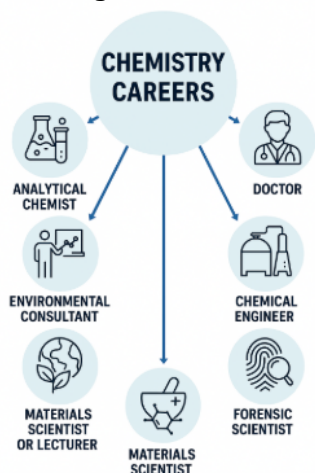 CHEMISTRY
CAREERS
ANALYTICAL
CHEMIST
DOCTOR
ENVIRONMENTAL
CONSULTANT
CHEMICAL
ENGINEER
MATERIALS
SCIENTIST
OR LECTURER
FORENSIC
SCIENTIST
MATERIALS
SCIENTIST